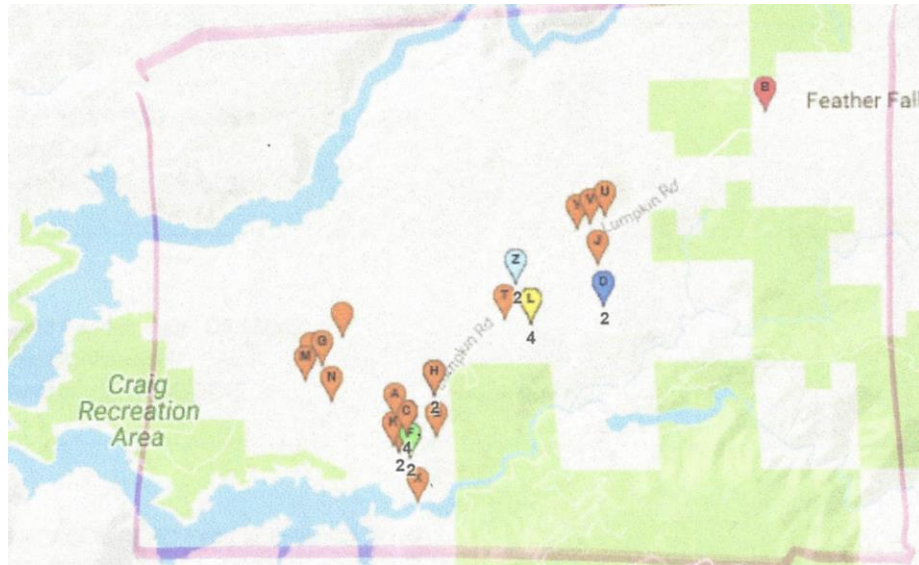 B
Feather Fall
U
Lumpkin Rd
J
Z
D
T
2
L
2
4
G
M
Lumpkin Rd
H
N
Craig
Recreation
Area
A
2
C
K
F
4
2
2
X